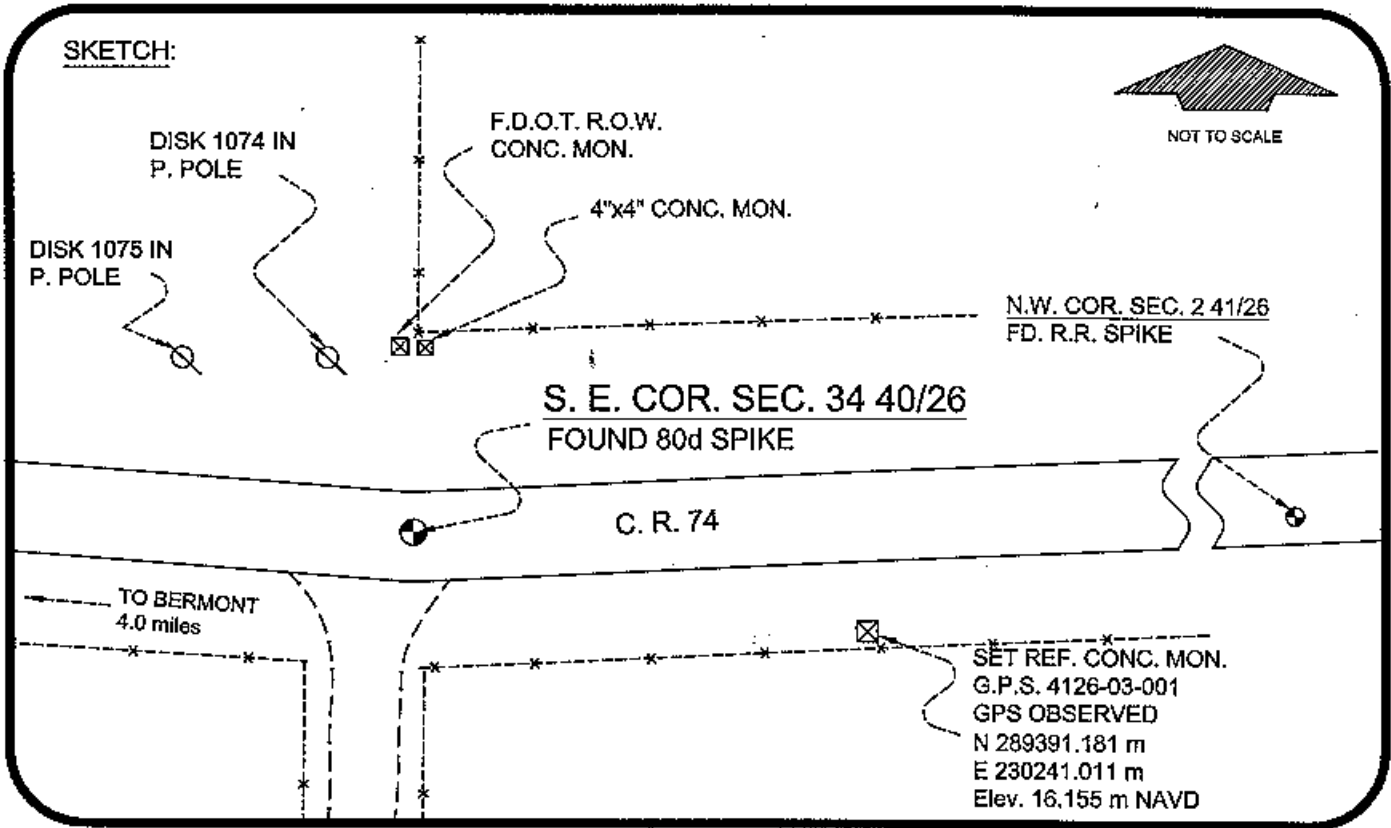 SKETCH:
NOT TO SCALE
F.D.O.T. R.O.W.
CONC. MON.
DISK 1074 IN
P. POLE
4"x4" CONC. MON.
DISK 1075 IN
P. POLE
N.W. COR. SEC. 2 41/26
FD. R.R. SPIKE
S. E. COR. SEC. 34 40/26
FOUND 80d SPIKE
C. R. 74
TO BERMONT
4.0 miles
SET REF. CONC. MON.
G.P.S. 4126-03-001
GPS OBSERVED
N 289391.181 m
E 230241.011 m
Elev. 16.155 m NAVD